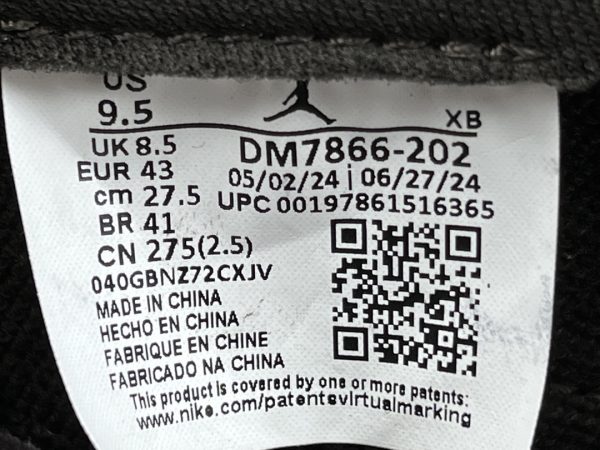 US
9.5
XB
UK 8.5
DM7866-202
EUR 43
05/02/24 | 06/27/24
cm 27.5
UPC 00197861516365
BR 41
CN 275(2.5)
040GBNZ72CXJV
MADE IN CHINA
HECHO EN CHINA
FABRIQUE EN CHINE
FABRICADO NA CHINA
This product is covered by one or more patents:
www.nike.com/patentsvirtualmarking